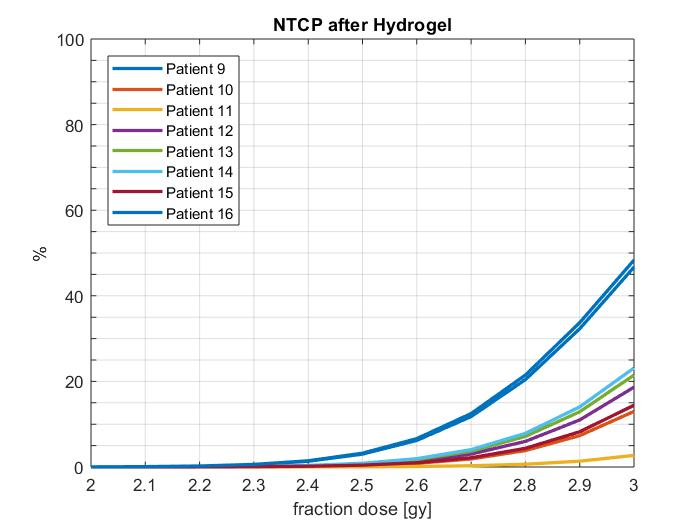 NTCP after Hydrogel
100
80
60
40
20
0
%
Patient 9
Patient 10
Patient 11
Patient 12
Patient 13
Patient 14
Patient 15
Patient 16
2 2.1 2.2 2.3 2.4 2.5 2.6 2.7 2.8 2.9 3
fraction dose [gy]